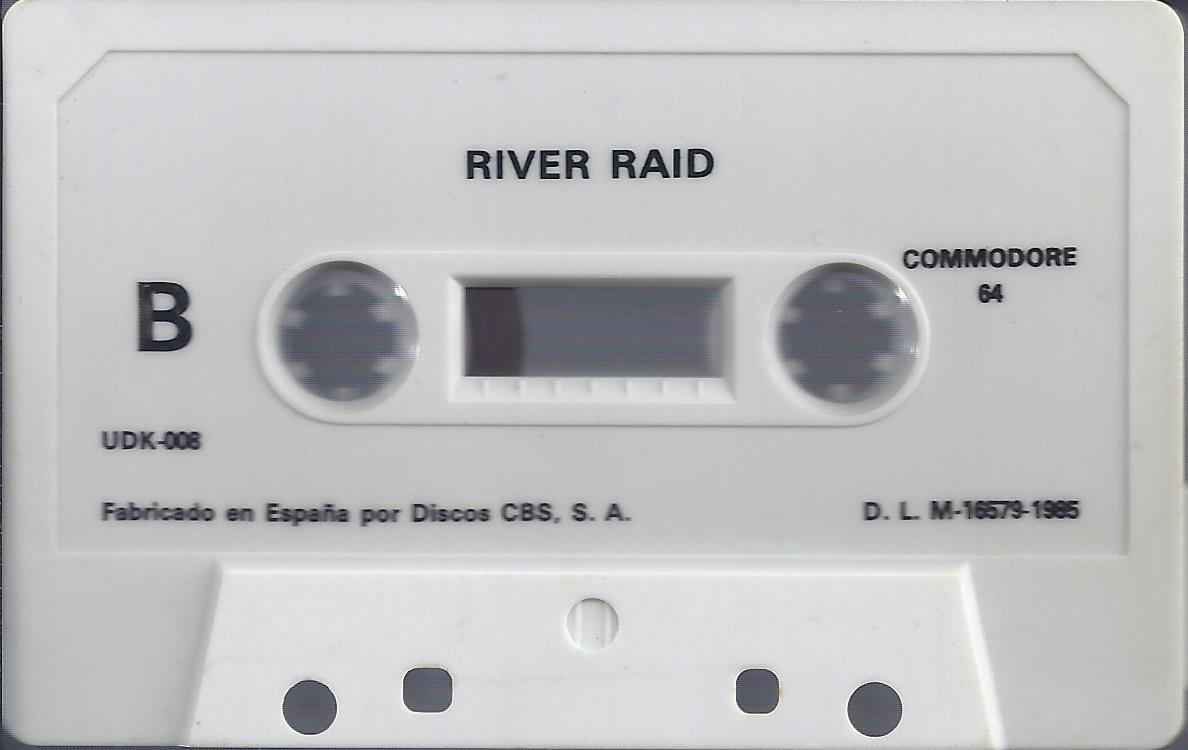 RIVER RAID
COMMODORE
64
B
UDK-008
Fabricado en España por Discos CBS, S. A.
D. L. M-16579-1985